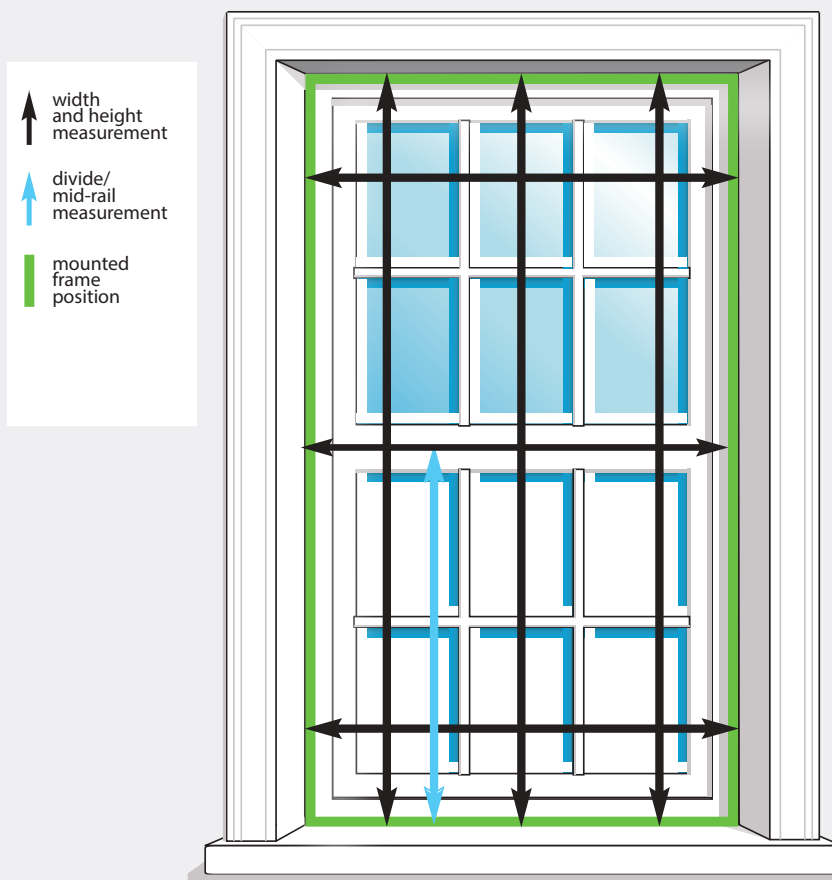 width
and height
measurement
divide/
mid-rail
measurement
mounted
frame
position